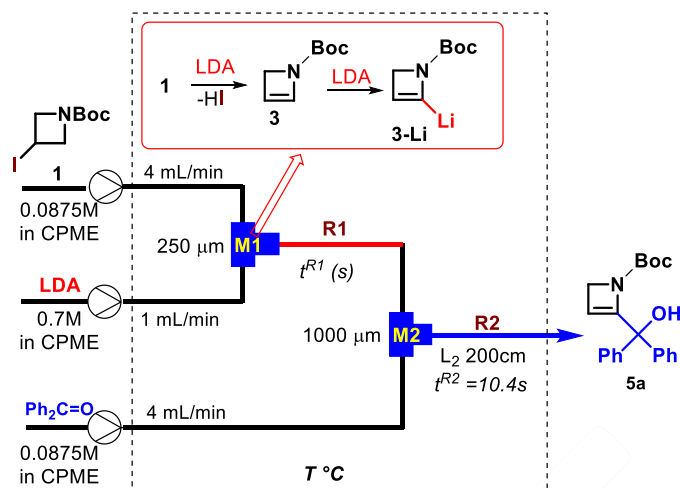 Boc
N
1
LDA
-HI
3
LDA
Boc
N
Li
3-Li
NBoc
I
1
4 mL/min
0.0875M
in CPME
250 μm
M1
R1
t^R1 (s)
LDA
0.7M
in CPME
1 mL/min
1000 μm
M2
R2
L₂ 200cm
t^R2 =10.4s
Boc
N
OH
Ph
Ph
5a
Ph₂C=O
4 mL/min
0.0875M
in CPME
T °C